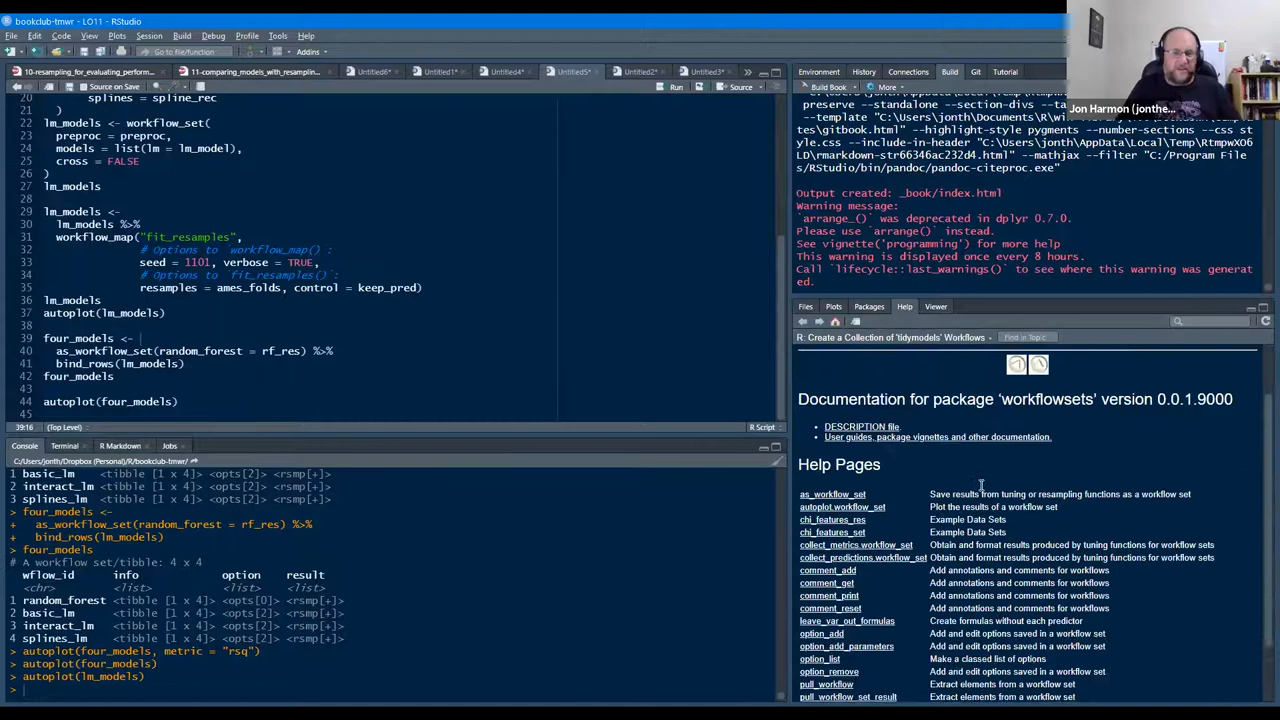 bookclub-tmwr - LO11 - RStudio
File Edit Code View Plots Session Build Debug Profile Tools Help
Go to file/function Addins
10-resampling_for_evaluating_perform... 11-comparing_models_with_resamplin... Untitled6* Untitled1* Untitled4* Untitled5* Untitled2* Untitled3*
Source on Save Run Source
20 splines = spline_rec
21 )
22 lm_models <- workflow_set(
23 preproc = preproc,
24 models = list(lm = lm_model),
25 cross = FALSE
26 )
27 lm_models
28
29 lm_models <-
30 lm_models %>%
31 workflow_map("fit_resamples",
32 # Options to `workflow_map() :
33 seed = 1101, verbose = TRUE,
34 # Options to `fit_resamples()`:
35 resamples = ames_folds, control = keep_pred)
36 lm_models
37 autoplot(lm_models)
38
39 four_models <-
40 as_workflow_set(random_forest = rf_res) %>%
41 bind_rows(lm_models)
42 four_models
43
44 autoplot(four_models)
45
39:16 (Top Level) R Script
Console Terminal R Markdown Jobs
C:/Users/jonth/Dropbox (Personal)/R/bookclub-tmwr/
1 basic_lm <tibble [1 x 4]> <opts[2]> <rsmp[+]>
2 interact_lm <tibble [1 x 4]> <opts[2]> <rsmp[+]>
3 splines_lm <tibble [1 x 4]> <opts[2]> <rsmp[+]>
> four_models <-
+ as_workflow_set(random_forest = rf_res) %>%
+ bind_rows(lm_models)
> four_models
# A workflow set/tibble: 4 x 4
wflow_id info option result
<chr> <list> <list> <list>
1 random_forest <tibble [1 x 4]> <opts[0]> <rsmp[+]>
2 basic_lm <tibble [1 x 4]> <opts[2]> <rsmp[+]>
3 interact_lm <tibble [1 x 4]> <opts[2]> <rsmp[+]>
4 splines_lm <tibble [1 x 4]> <opts[2]> <rsmp[+]>
> autoplot(four_models, metric = "rsq")
> autoplot(four_models)
> autoplot(lm_models)
>
Environment History Connections Build Git Tutorial
Build Book More
preserve --standalone --section-divs --ta
--template "C:\Users\jonth\Documents\R\win-
tes\gitbook.html" --highlight-style pygments --number-sections --css st
yle.css --include-in-header "C:\Users\jonth\AppData\Local\Temp\RtmpwXO6
LD\rmarkdown-str66346ac232d4.html" --mathjax --filter "C:/Program File
s/RStudio/bin/pandoc/pandoc-citeproc.exe"
Output created: _book/index.html
Warning message:
`arrange_()` was deprecated in dplyr 0.7.0.
Please use `arrange()` instead.
See vignette('programming') for more help
This warning is displayed once every 8 hours.
Call `lifecycle::last_warnings()` to see where this warning was generat
ed.
Jon Harmon (jonthe...
Files Plots Packages Help Viewer
R: Create a Collection of 'tidymodels' Workflows Find in Topic
Documentation for package ‘workflowsets’ version 0.0.1.9000
DESCRIPTION file.
User guides, package vignettes and other documentation.
Help Pages
as_workflow_set Save results from tuning or resampling functions as a workflow set
autoplot.workflow_set Plot the results of a workflow set
chi_features_res Example Data Sets
chi_features_set Example Data Sets
collect_metrics.workflow_set Obtain and format results produced by tuning functions for workflow sets
collect_predictions.workflow_set Obtain and format results produced by tuning functions for workflow sets
comment_add Add annotations and comments for workflows
comment_get Add annotations and comments for workflows
comment_print Add annotations and comments for workflows
comment_reset Add annotations and comments for workflows
leave_var_out_formulas Create formulas without each predictor
option_add Add and edit options saved in a workflow set
option_add_parameters Add and edit options saved in a workflow set
option_list Make a classed list of options
option_remove Add and edit options saved in a workflow set
pull_workflow Extract elements from a workflow set
pull_workflow_set_result Extract elements from a workflow set